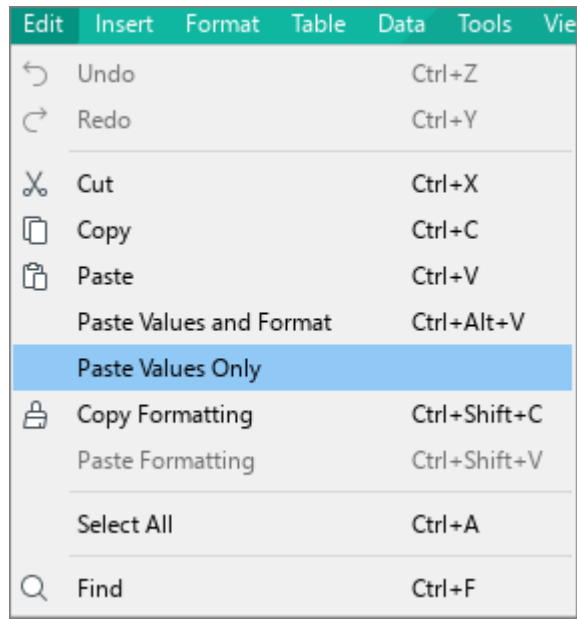 Edit Insert Format Table Data Tools Vie
Undo Ctrl+Z
Redo Ctrl+Y
Cut Ctrl+X
Copy Ctrl+C
Paste Ctrl+V
Paste Values and Format Ctrl+Alt+V
Paste Values Only
Copy Formatting Ctrl+Shift+C
Paste Formatting Ctrl+Shift+V
Select All Ctrl+A
Find Ctrl+F